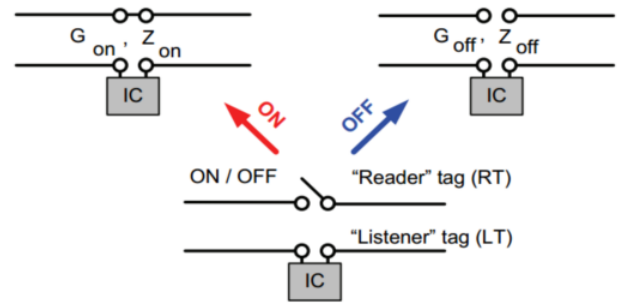 G on , Z on
IC
G off , Z off
IC
ON
OFF
ON / OFF
“Reader” tag (RT)
“Listener” tag (LT)
IC